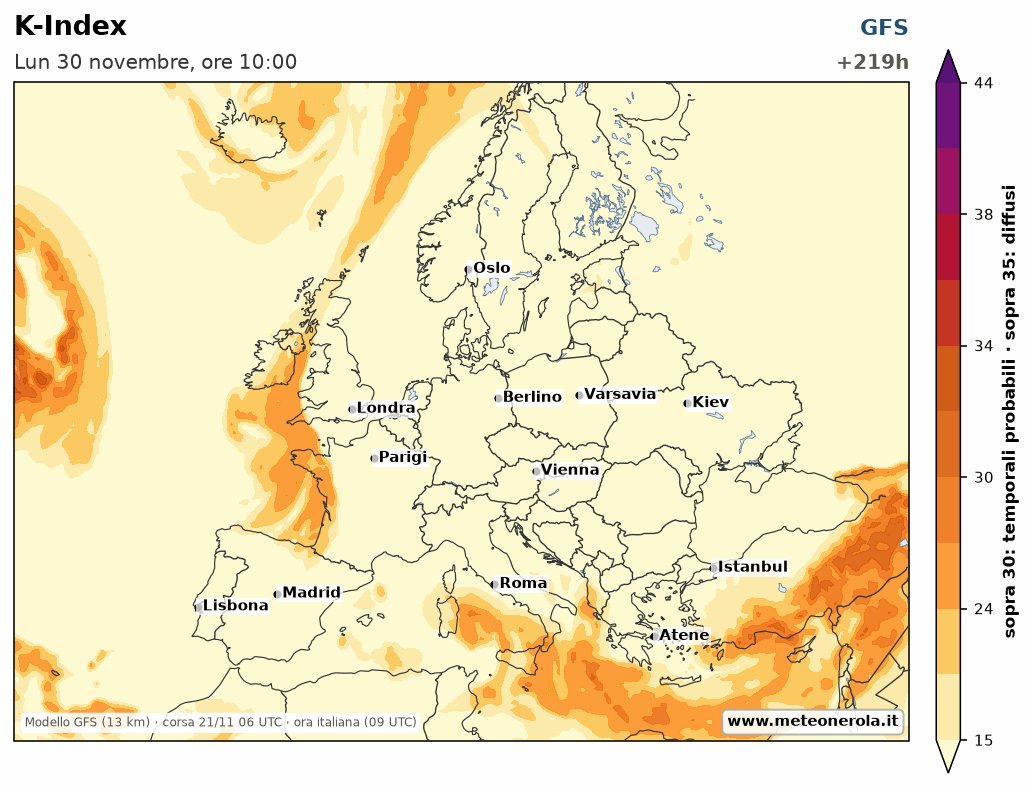 K-Index
GFS
Lun 30 novembre, ore 10:00
+219h
44
38
34
30
24
15
sopra 30: temporali probabili · sopra 35: diffusi
Oslo
Berlino
Varsavia
Kiev
Londra
Parigi
Vienna
Istanbul
Roma
Madrid
Lisbona
Atene
Modello GFS (13 km) · corsa 21/11 06 UTC · ora italiana (09 UTC)
www.meteonerola.it